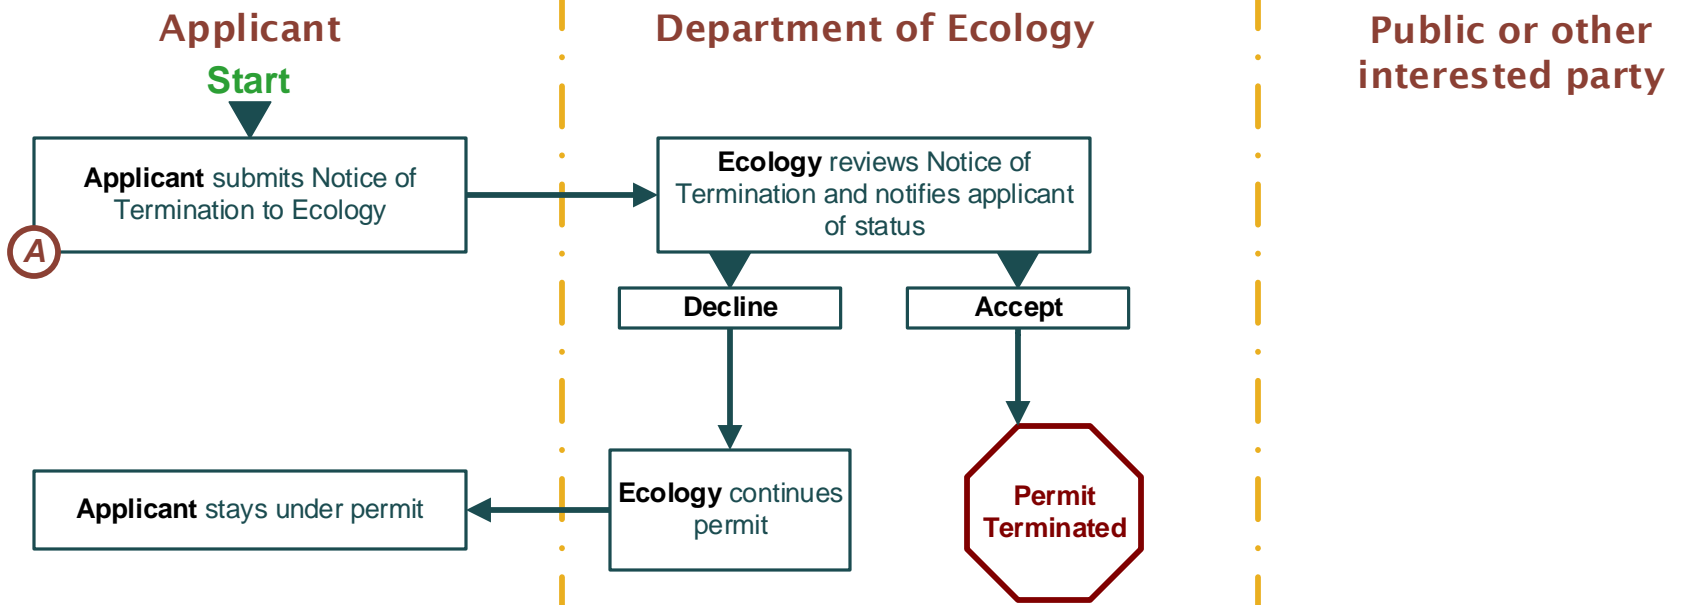 Applicant
Department of Ecology
Public or other
interested party
Start
Applicant submits Notice of
Termination to Ecology
A
Ecology reviews Notice of
Termination and notifies applicant
of status
Decline
Accept
Applicant stays under permit
Ecology continues
permit
Permit
Terminated